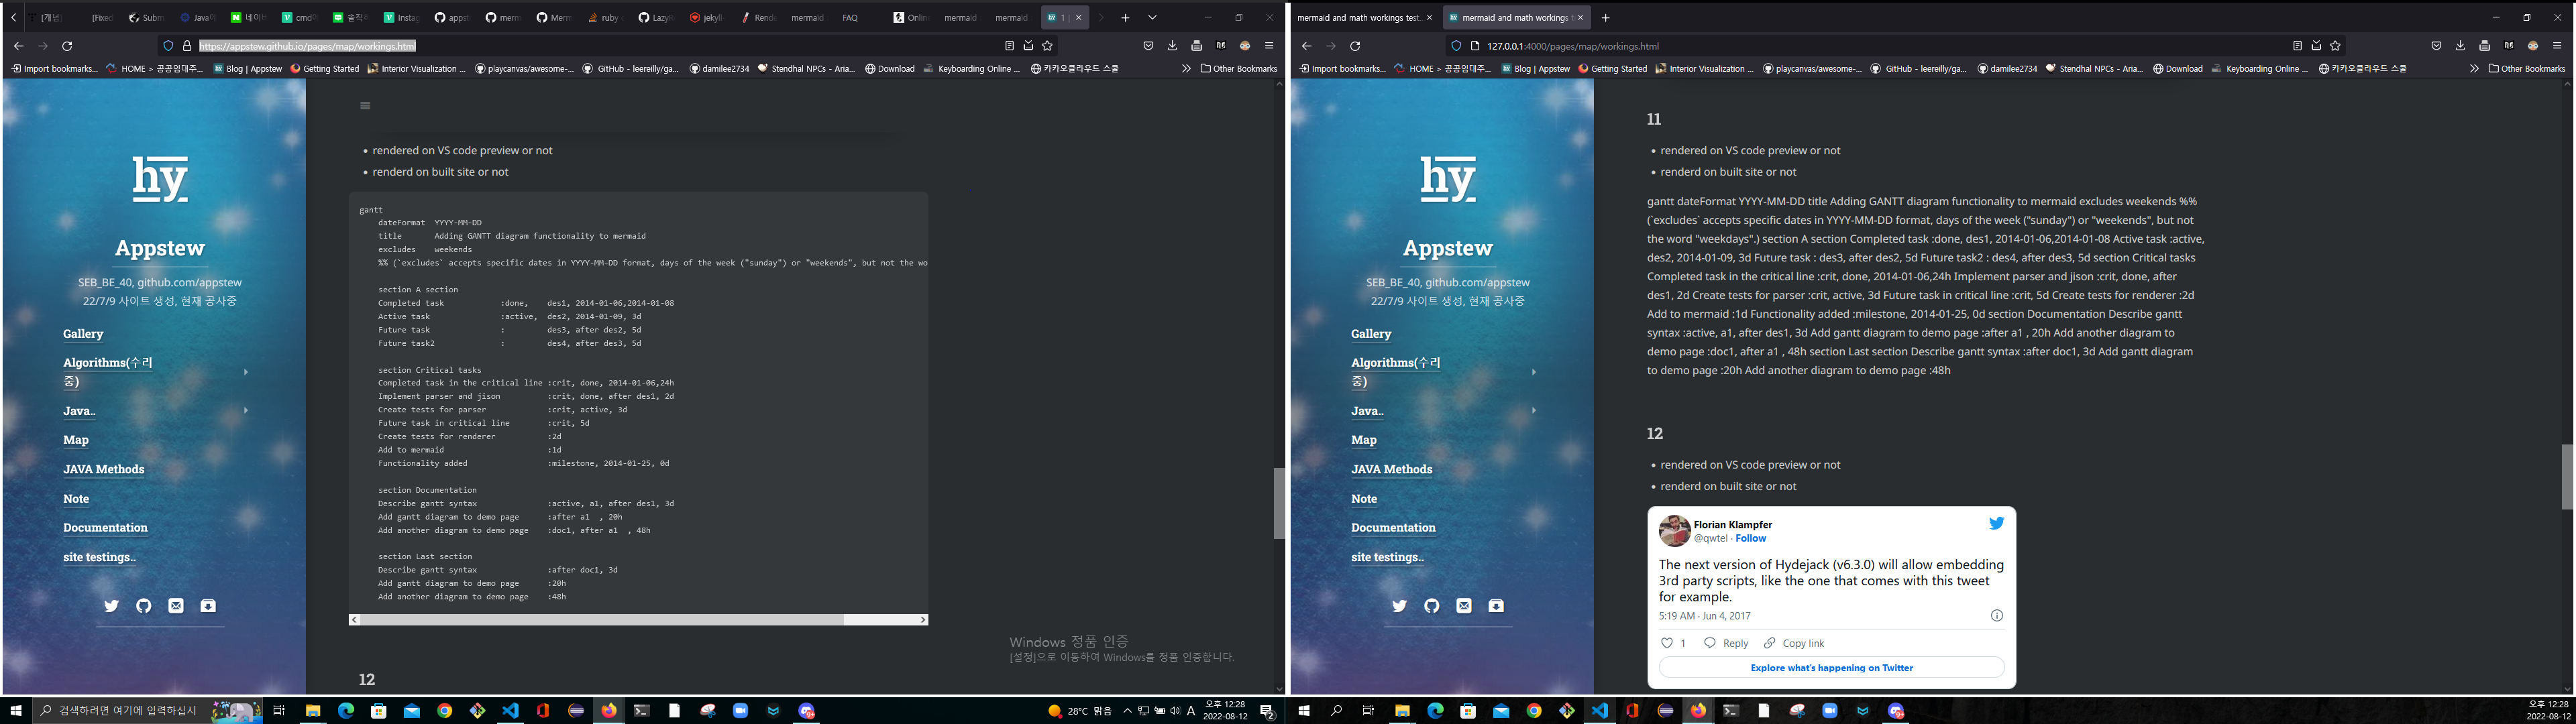 [개념]
[Fixed
Subm
Java0
네이버
cmd에
솔직히
Instag
appst
merm
Merm
ruby
LazyR
jekyll
Rend
mermaid
FAQ
Onlin
mermaid
mermaid
1 |
https://appstew.github.io/pages/map/workings.html
Import bookmarks...
HOME > 공공임대주...
Blog | Appstew
Getting Started
Interior Visualization ...
playcanvas/awesome-...
GitHub - leereilly/ga...
damilee2734
Stendhal NPCs - Aria...
Download
Keyboarding Online ...
카카오클라우드 스쿨
Other Bookmarks
hy
Appstew
SEB_BE_40, github.com/appstew
22/7/9 사이트 생성, 현재 공사중
Gallery
Algorithms(수리
중)
Java..
Map
JAVA Methods
Note
Documentation
site testings..
• rendered on VS code preview or not
• renderd on built site or not
gantt
dateFormat YYYY-MM-DD
title Adding GANTT diagram functionality to mermaid
excludes weekends
%% (`excludes` accepts specific dates in YYYY-MM-DD format, days of the week ("sunday") or "weekends", but not the wo
section A section
Completed task :done, des1, 2014-01-06,2014-01-08
Active task :active, des2, 2014-01-09, 3d
Future task : des3, after des2, 5d
Future task2 : des4, after des3, 5d
section Critical tasks
Completed task in the critical line :crit, done, 2014-01-06,24h
Implement parser and jison :crit, done, after des1, 2d
Create tests for parser :crit, active, 3d
Future task in critical line :crit, 5d
Create tests for renderer :2d
Add to mermaid :1d
Functionality added :milestone, 2014-01-25, 0d
section Documentation
Describe gantt syntax :active, a1, after des1, 3d
Add gantt diagram to demo page :after a1 , 20h
Add another diagram to demo page :doc1, after a1 , 48h
section Last section
Describe gantt syntax :after doc1, 3d
Add gantt diagram to demo page :20h
Add another diagram to demo page :48h
12
Windows 정품 인증
[설정]으로 이동하여 Windows를 정품 인증합니다.
검색하려면 여기에 입력하십시
28°C 맑음
A
오후 12:28
2022-08-12
2
mermaid and math workings test..
mermaid and math workings t
127.0.0.1:4000/pages/map/workings.html
Import bookmarks...
HOME > 공공임대주...
Blog | Appstew
Getting Started
Interior Visualization ...
playcanvas/awesome-...
GitHub - leereilly/ga...
damilee2734
Stendhal NPCs - Aria...
Download
Keyboarding Online ...
카카오클라우드 스쿨
Other Bookmarks
hy
Appstew
SEB_BE_40, github.com/appstew
22/7/9 사이트 생성, 현재 공사중
Gallery
Algorithms(수리
중)
Java..
Map
JAVA Methods
Note
Documentation
site testings..
11
• rendered on VS code preview or not
• renderd on built site or not
gantt dateFormat YYYY-MM-DD title Adding GANTT diagram functionality to mermaid excludes weekends %%
(`excludes` accepts specific dates in YYYY-MM-DD format, days of the week ("sunday") or "weekends", but not
the word "weekdays".) section A section Completed task :done, des1, 2014-01-06,2014-01-08 Active task :active,
des2, 2014-01-09, 3d Future task : des3, after des2, 5d Future task2 : des4, after des3, 5d section Critical tasks
Completed task in the critical line :crit, done, 2014-01-06,24h Implement parser and jison :crit, done, after
des1, 2d Create tests for parser :crit, active, 3d Future task in critical line :crit, 5d Create tests for renderer :2d
Add to mermaid :1d Functionality added :milestone, 2014-01-25, 0d section Documentation Describe gantt
syntax :active, a1, after des1, 3d Add gantt diagram to demo page :after a1 , 20h Add another diagram to
demo page :doc1, after a1 , 48h section Last section Describe gantt syntax :after doc1, 3d Add gantt diagram
to demo page :20h Add another diagram to demo page :48h
12
• rendered on VS code preview or not
• renderd on built site or not
Florian Klampfer
@qwtel · Follow
The next version of Hydejack (v6.3.0) will allow embedding
3rd party scripts, like the one that comes with this tweet
for example.
5:19 AM · Jun 4, 2017
1
Reply
Copy link
Explore what's happening on Twitter
오후 12:28
2022-08-12